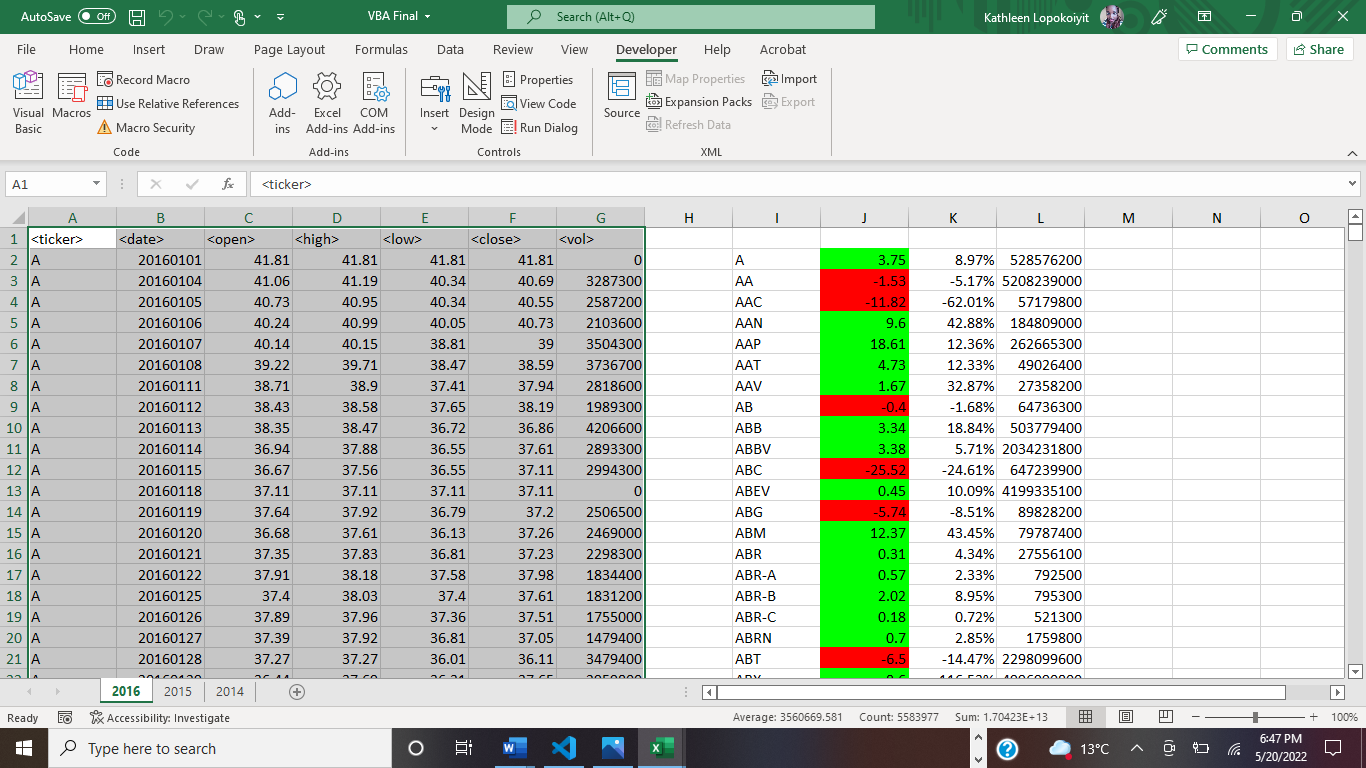 AutoSave Off VBA Final Search (Alt+Q) Kathleen Lopokoiyit
File Home Insert Draw Page Layout Formulas Data Review View Developer Help Acrobat Comments Share
Visual Basic
Macros
Record Macro
Use Relative References
Macro Security
Code
Add-ins
Excel Add-ins
COM Add-ins
Add-ins
Insert
Design Mode
Properties
View Code
Run Dialog
Controls
Source
Map Properties
Expansion Packs
Refresh Data
Import
Export
XML
A1 fx <ticker>
A B C D E F G H I J K L M N O
1 <ticker> <date> <open> <high> <low> <close> <vol>
2 A 20160101 41.81 41.81 41.81 41.81 0 A 3.75 8.97% 528576200
3 A 20160104 41.06 41.19 40.34 40.69 3287300 AA -1.53 -5.17% 5208239000
4 A 20160105 40.73 40.95 40.34 40.55 2587200 AAC -11.82 -62.01% 57179800
5 A 20160106 40.24 40.99 40.05 40.73 2103600 AAN 9.6 42.88% 184809000
6 A 20160107 40.14 40.15 38.81 39 3504300 AAP 18.61 12.36% 262665300
7 A 20160108 39.22 39.71 38.47 38.59 3736700 AAT 4.73 12.33% 49026400
8 A 20160111 38.71 38.9 37.41 37.94 2818600 AAV 1.67 32.87% 27358200
9 A 20160112 38.43 38.58 37.65 38.19 1989300 AB -0.4 -1.68% 64736300
10 A 20160113 38.35 38.47 36.72 36.86 4206600 ABB 3.34 18.84% 503779400
11 A 20160114 36.94 37.88 36.55 37.61 2893300 ABBV 3.38 5.71% 2034231800
12 A 20160115 36.67 37.56 36.55 37.11 2994300 ABC -25.52 -24.61% 647239900
13 A 20160118 37.11 37.11 37.11 37.11 0 ABEV 0.45 10.09% 4199335100
14 A 20160119 37.64 37.92 36.79 37.2 2506500 ABG -5.74 -8.51% 89828200
15 A 20160120 36.68 37.61 36.13 37.26 2469000 ABM 12.37 43.45% 79787400
16 A 20160121 37.35 37.83 36.81 37.23 2298300 ABR 0.31 4.34% 27556100
17 A 20160122 37.91 38.18 37.58 37.98 1834400 ABR-A 0.57 2.33% 792500
18 A 20160125 37.4 38.03 37.4 37.61 1831200 ABR-B 2.02 8.95% 795300
19 A 20160126 37.89 37.96 37.36 37.51 1755000 ABR-C 0.18 0.72% 521300
20 A 20160127 37.39 37.92 36.81 37.05 1479400 ABRN 0.7 2.85% 1759800
21 A 20160128 37.27 37.27 36.01 36.11 3479400 ABT -6.5 -14.47% 2298099600
2016 2015 2014
Ready Accessibility: Investigate Average: 3560669.581 Count: 5583977 Sum: 1.70423E+13 100%
Type here to search 13°C 6:47 PM
5/20/2022